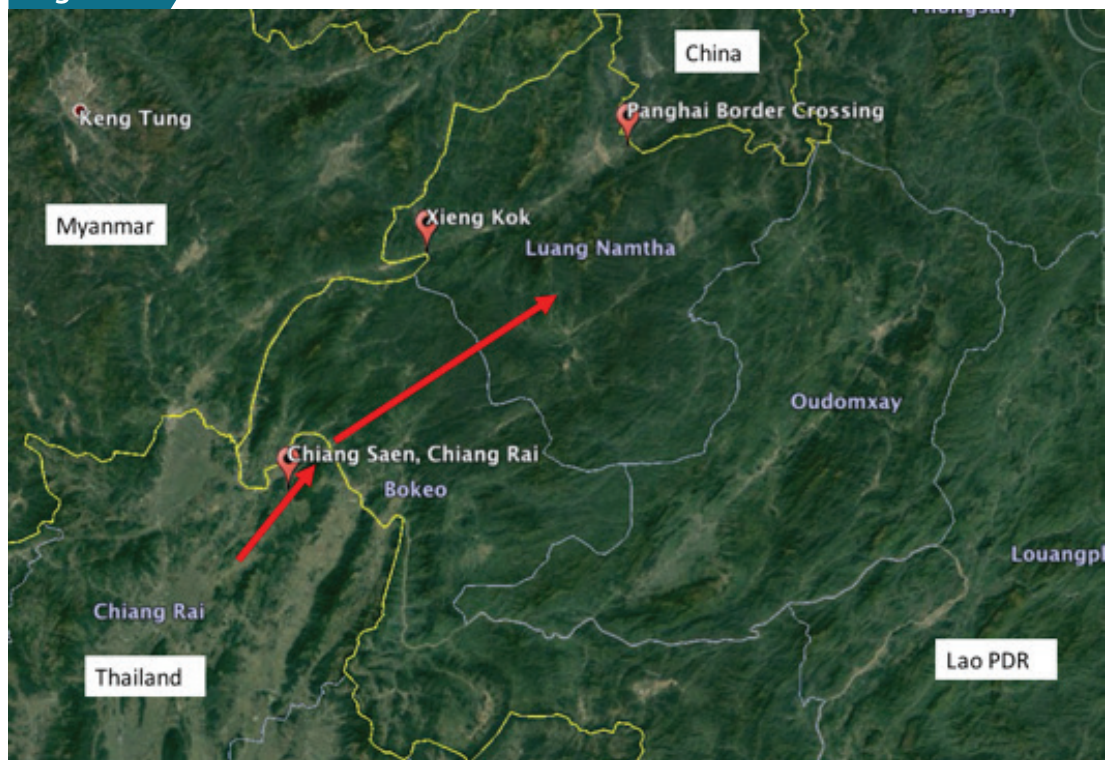 China
Panghai Border Crossing
Keng Tung
Xieng Kok
Myanmar
Luang Namtha
Oudomxay
Chiang Saen, Chiang Rai
Bokeo
Chiang Rai
Thailand
Lao PDR